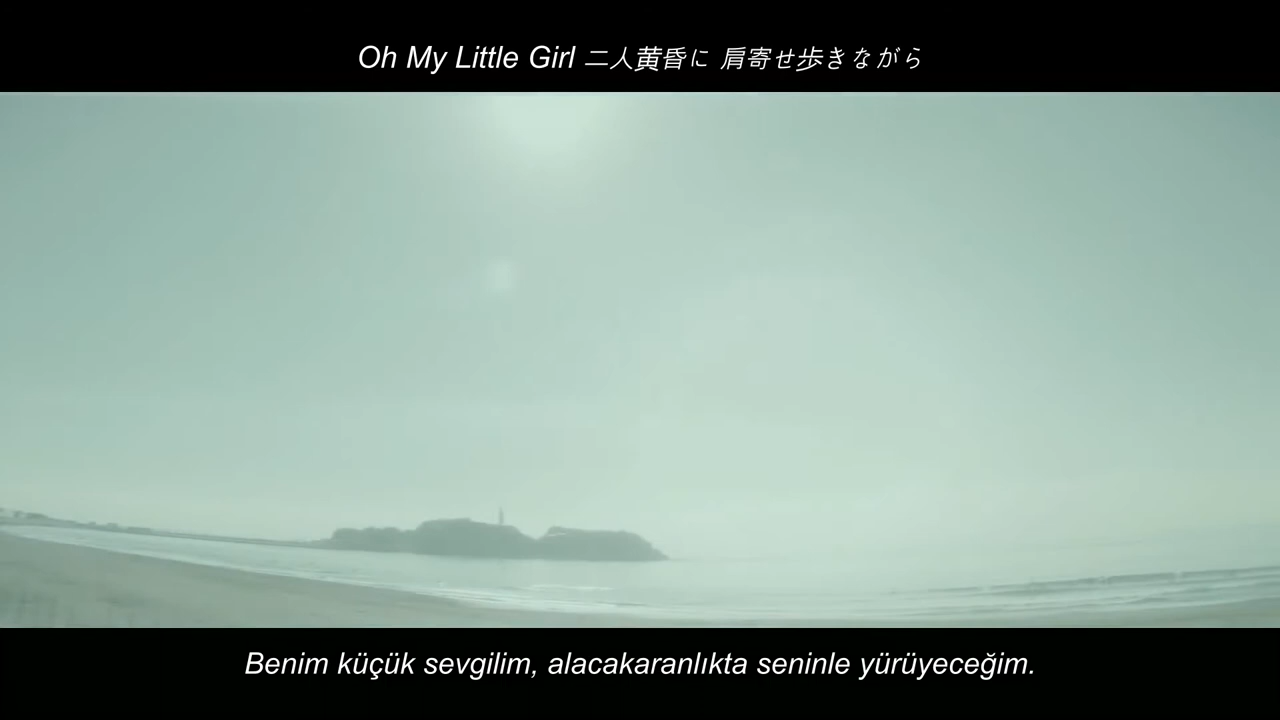 Oh My Little Girl 二人黄昏に 肩寄せ歩きながら
Benim küçük sevgilim, alacakaranlıkta seninle yürüyeceğim.